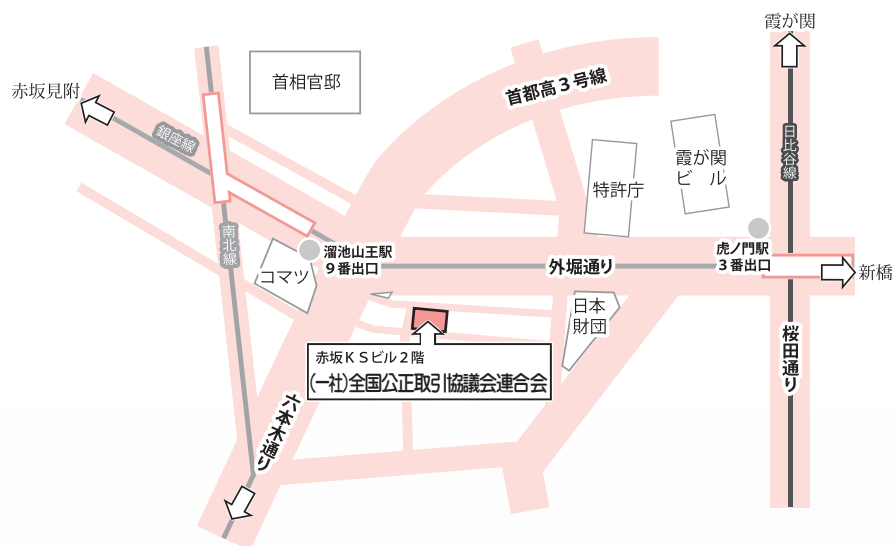 霞が関
赤坂見附
首相官邸
首都高３号線
銀座線
日比谷線
霞が関
ビ　ル
特許庁
南北線
溜池山王駅
９番出口
虎ノ門駅
３番出口
外堀通り
コマツ
新橋
日本
財団
赤坂ＫＳビル２階
(一社)全国公正取引協議会連合会
桜田通り
六本木通り